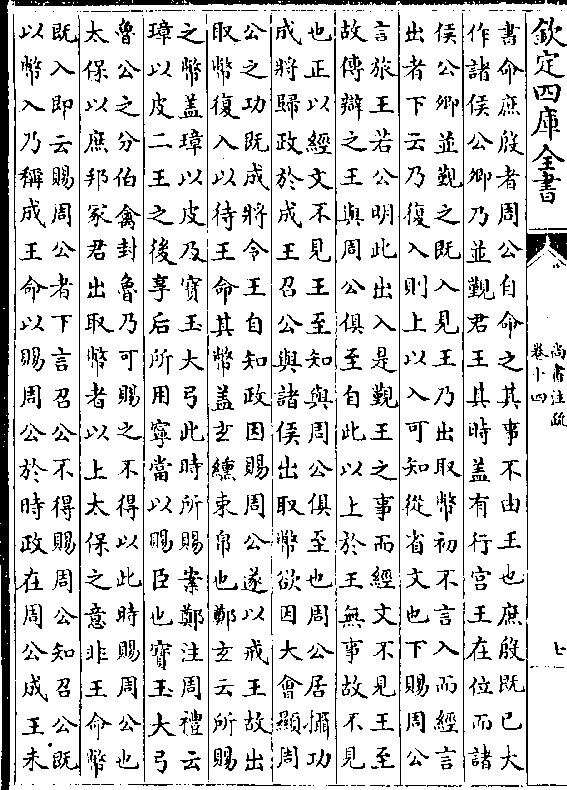 欽定四庫全書
尚書注疏
卷十四
七
書命庶殷者周公自命之其事不由王也庶殷既已大
作諸侯公卿乃並覲君王其時盖有行宫王在位而諸
侯公卿並覲之既入見王乃出取幣初不言入而經言
出者下云乃復入則上以入可知從省文也下賜周公
言旅王若公明此出入是覲王之事而經文不見王至
故傳辯之王與周公俱至自此以上於王無事故不見
也正以經文不見王至知與周公俱至也周公居攝功
成將歸政於成王召公與諸侯出取幣欲因大會顯周
公之功既成將令王自知政因賜周公遂以戒王故出
取幣復入以待王命其幣盖玄纁束帛也鄭玄云所賜
之幣盖璋以皮及寳玉大弓此時所賜案鄭注周禮云
璋以皮二王之後享后所用寧當以賜臣也寳玉大弓
魯公之分伯禽封魯乃可賜之不得以此時賜周公也
太保以庶邦冢君出取幣者以上太保之意非王命幣
既入即云賜周公者下言召公不得賜周公知召公既
以幣入乃稱成王命以賜周公於時政在周公成王未